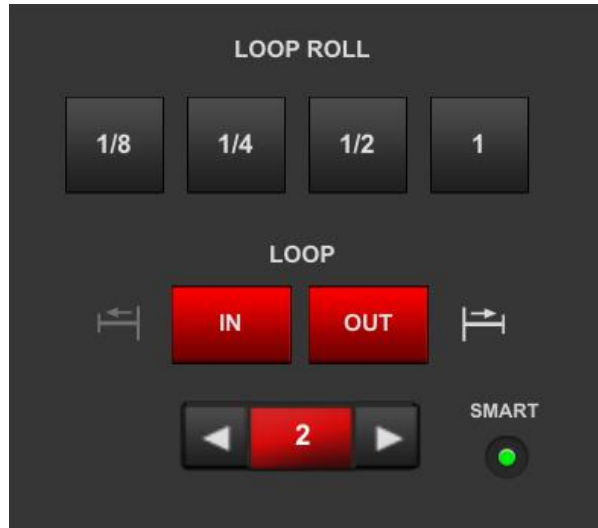 LOOP ROLL
1/8 1/4 1/2 1
LOOP
IN OUT
2
SMART